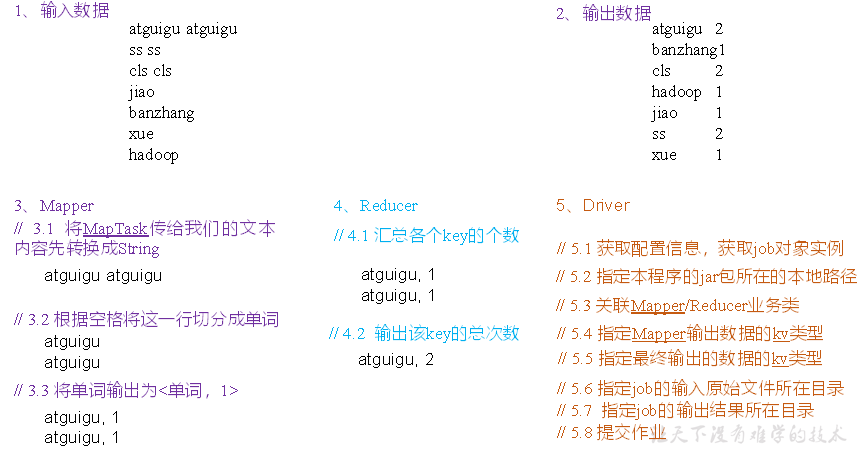 1、输入数据
atguigu atguigu
ss ss
cls cls
jiao
banzhang
xue
hadoop
2、输出数据
atguigu 2
banzhang1
cls 2
hadoop 1
jiao 1
ss 2
xue 1
3、Mapper
// 3.1 将MapTask传给我们的文本
内容先转换成String
atguigu atguigu
// 3.2 根据空格将这一行切分成单词
atguigu
atguigu
// 3.3 将单词输出为<单词，1>
atguigu, 1
atguigu, 1
4、Reducer
// 4.1 汇总各个key的个数
atguigu, 1
atguigu, 1
// 4.2 输出该key的总次数
atguigu, 2
5、Driver
// 5.1 获取配置信息，获取job对象实例
// 5.2 指定本程序的jar包所在的本地路径
// 5.3 关联Mapper/Reducer业务类
// 5.4 指定Mapper输出数据的kv类型
// 5.5 指定最终输出的数据的kv类型
// 5.6 指定job的输入原始文件所在目录
// 5.7 指定job的输出结果所在目录
// 5.8 提交作业
天下没有难学的技术